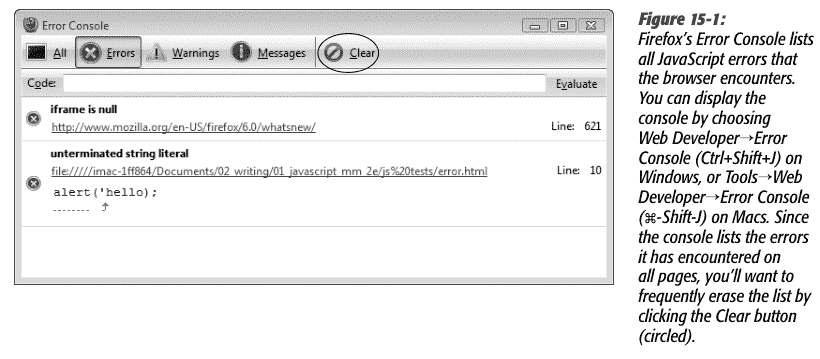 Error Console
All Errors Warnings Messages Clear
Code: Evaluate
iframe is null
http://www.mozilla.org/en-US/firefox/6.0/whatsnew/ Line: 621
unterminated string literal
file://///imac-1ff864/Documents/02_writing/01_javascript_mm_2e/js%20tests/error.html Line: 10
alert('hello);
-------- ⤴
Figure 15-1:
Firefox's Error Console lists
all JavaScript errors that
the browser encounters.
You can display the
console by choosing
Web Developer→Error
Console (Ctrl+Shift+J) on
Windows, or Tools→Web
Developer→Error Console
(⌘-Shift-J) on Macs. Since
the console lists the errors
it has encountered on
all pages, you'll want to
frequently erase the list by
clicking the Clear button
(circled).